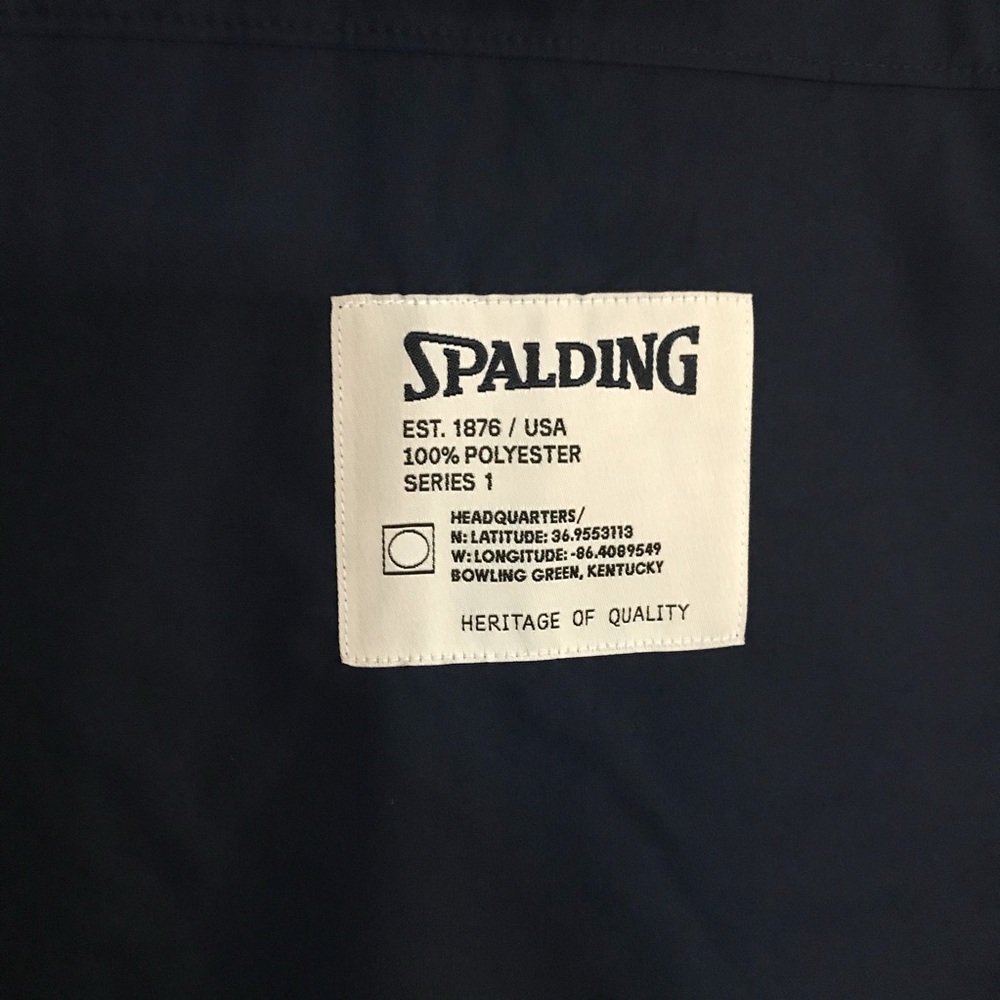 SPALDING
EST. 1876 / USA
100% POLYESTER
SERIES 1
HEADQUARTERS/
N: LATITUDE: 36.9553113
W: LONGITUDE: -86.4089549
BOWLING GREEN, KENTUCKY
HERITAGE OF QUALITY